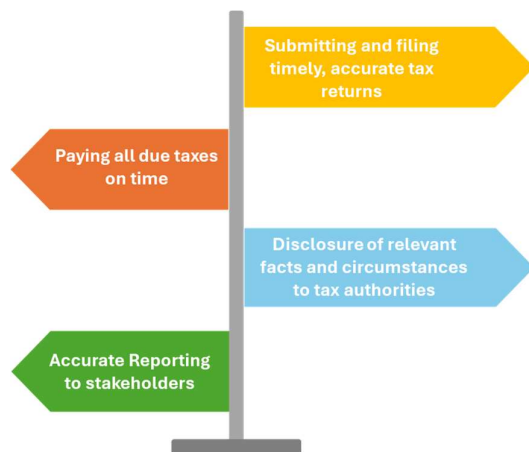 Submitting and filing
timely, accurate tax
returns
Paying all due taxes
on time
Disclosure of relevant
facts and circumstances
to tax authorities
Accurate Reporting
to stakeholders